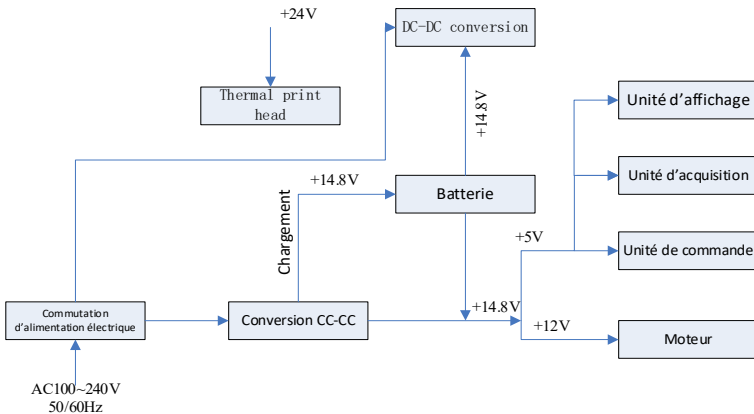 +24V
DC-DC conversion
Thermal print
head
+14.8V
Unité d'affichage
Unité d'acquisition
+14.8V
Batterie
Chargement
+5V
Unité de commande
Commutation
d'alimentation électrique
Conversion CC-CC
+14.8V
+12V
Moteur
AC100~240V
50/60Hz